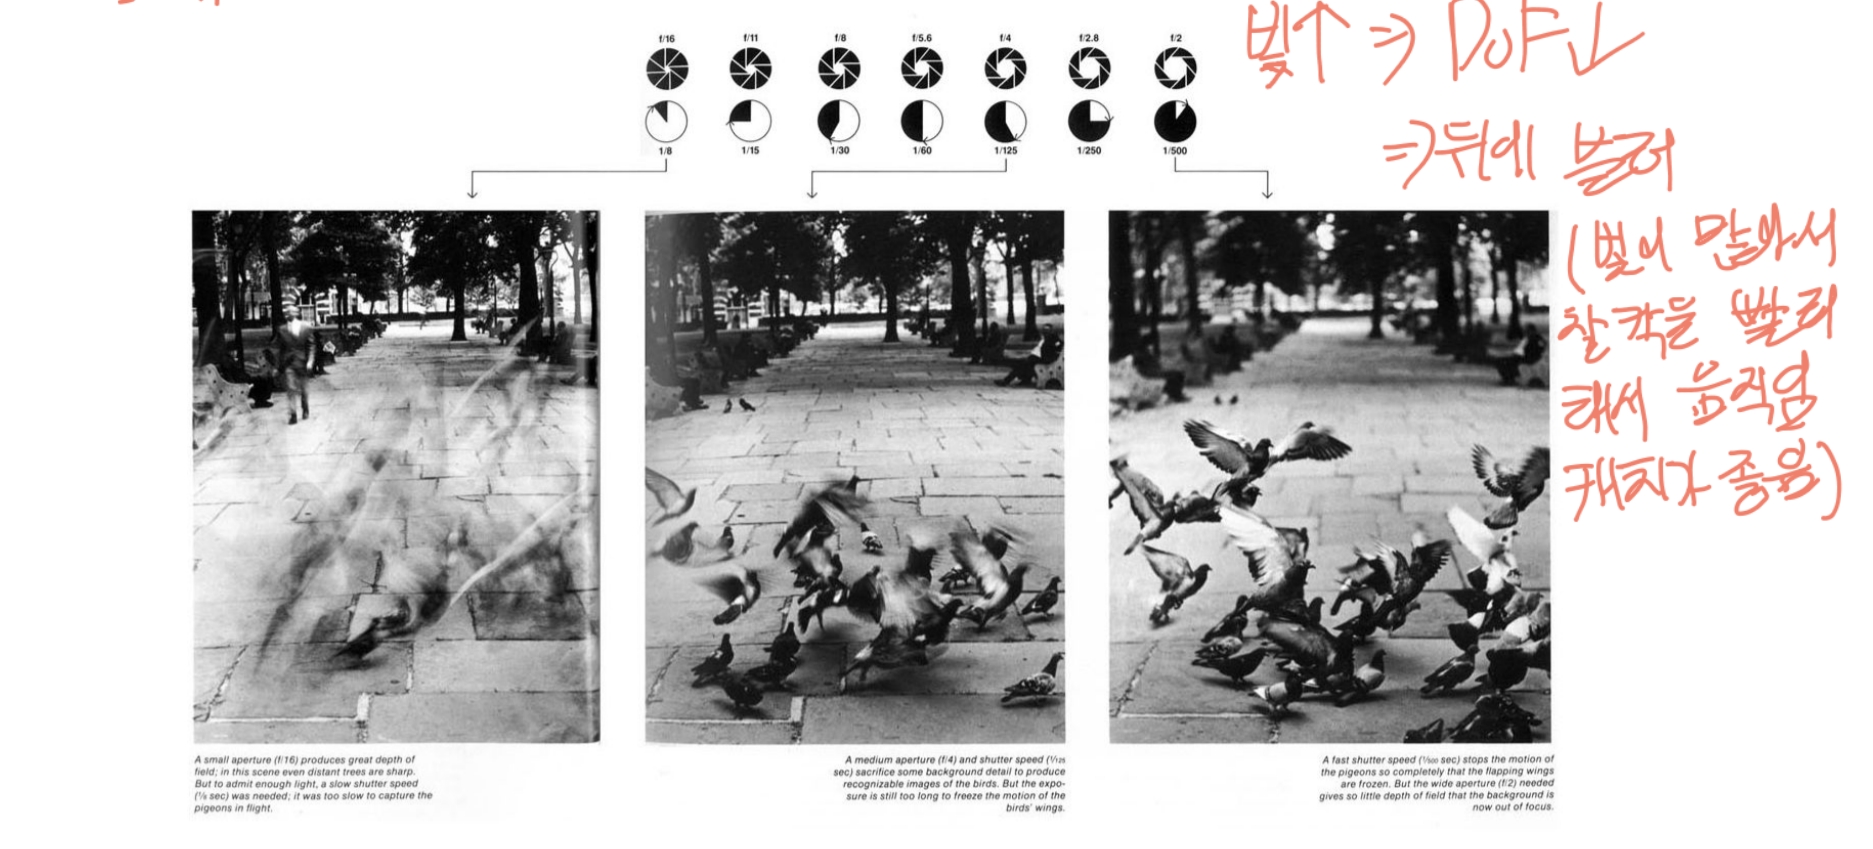 f/16 f/11 f/8 f/5.6 f/4 f/2.8 f/2
1/8 1/15 1/30 1/60 1/125 1/250 1/500
빛↑ ⇒ DoF↓
⇒ 뒤에 블러
(빛이 많아서
찰칵을 빨리
해서 움직임
캐치가 좋음)
A small aperture (f/16) produces great depth of
field; in this scene even distant trees are sharp.
But to admit enough light, a slow shutter speed
(1/8 sec) was needed; it was too slow to capture the
pigeons in flight.
A medium aperture (f/4) and shutter speed (1/125
sec) sacrifice some background detail to produce
recognizable images of the birds. But the expo-
sure is still too long to freeze the motion of the
birds' wings.
A fast shutter speed (1/500 sec) stops the motion of
the pigeons so completely that the flapping wings
are frozen. But the wide aperture (f/2) needed
gives so little depth of field that the background is
now out of focus.